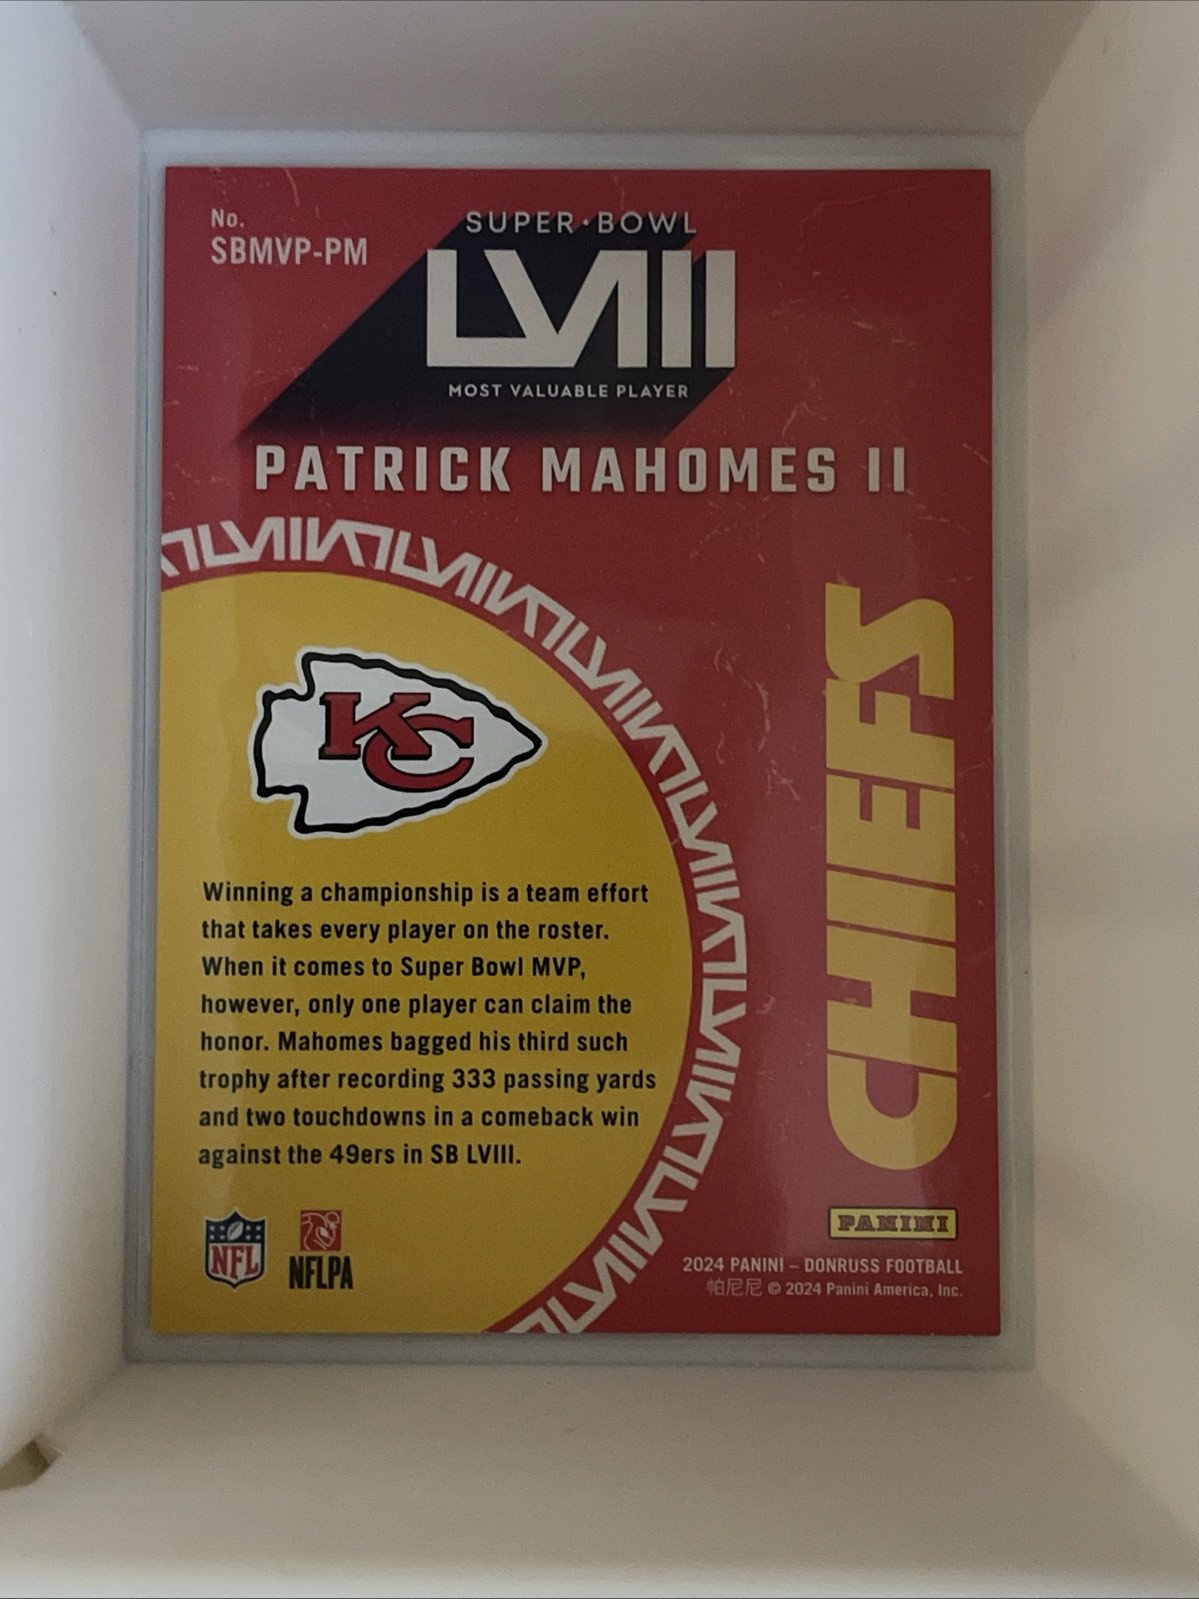 No.
SBMVP-PM
SUPER·BOWL
LVIII
MOST VALUABLE PLAYER
PATRICK MAHOMES II
CHIEFS
KC
Winning a championship is a team effort
that takes every player on the roster.
When it comes to Super Bowl MVP,
however, only one player can claim the
honor. Mahomes bagged his third such
trophy after recording 333 passing yards
and two touchdowns in a comeback win
against the 49ers in SB LVIII.
NFL
NFLPA
PANINI
2024 PANINI – DONRUSS FOOTBALL
帕尼尼 © 2024 Panini America, Inc.